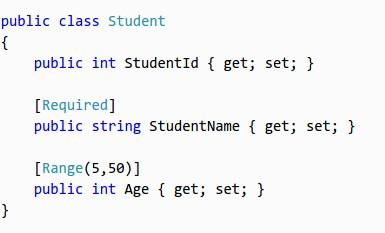 public class Student
{
    public int StudentId { get; set; }

    [Required]
    public string StudentName { get; set; }

    [Range(5,50)]
    public int Age { get; set; }
}